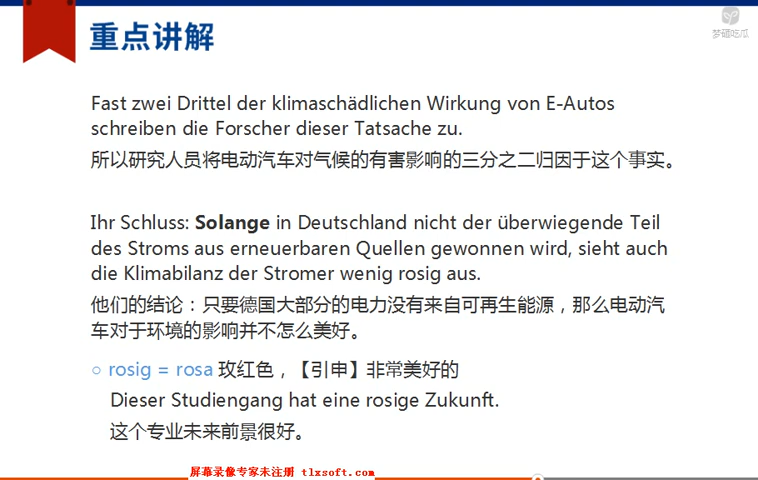 重点讲解
梦硒吃瓜
Fast zwei Drittel der klimaschädlichen Wirkung von E-Autos
schreiben die Forscher dieser Tatsache zu.
所以研究人员将电动汽车对气候的有害影响的三分之二归因于这个事实。
Ihr Schluss: Solange in Deutschland nicht der überwiegende Teil
des Stroms aus erneuerbaren Quellen gewonnen wird, sieht auch
die Klimabilanz der Stromer wenig rosig aus.
他们的结论：只要德国大部分的电力没有来自可再生能源，那么电动汽
车对于环境的影响并不怎么美好。
○ rosig = rosa 玫红色，【引申】非常美好的
Dieser Studiengang hat eine rosige Zukunft.
这个专业未来前景很好。
屏幕录像专家未注册 tlxsoft.com